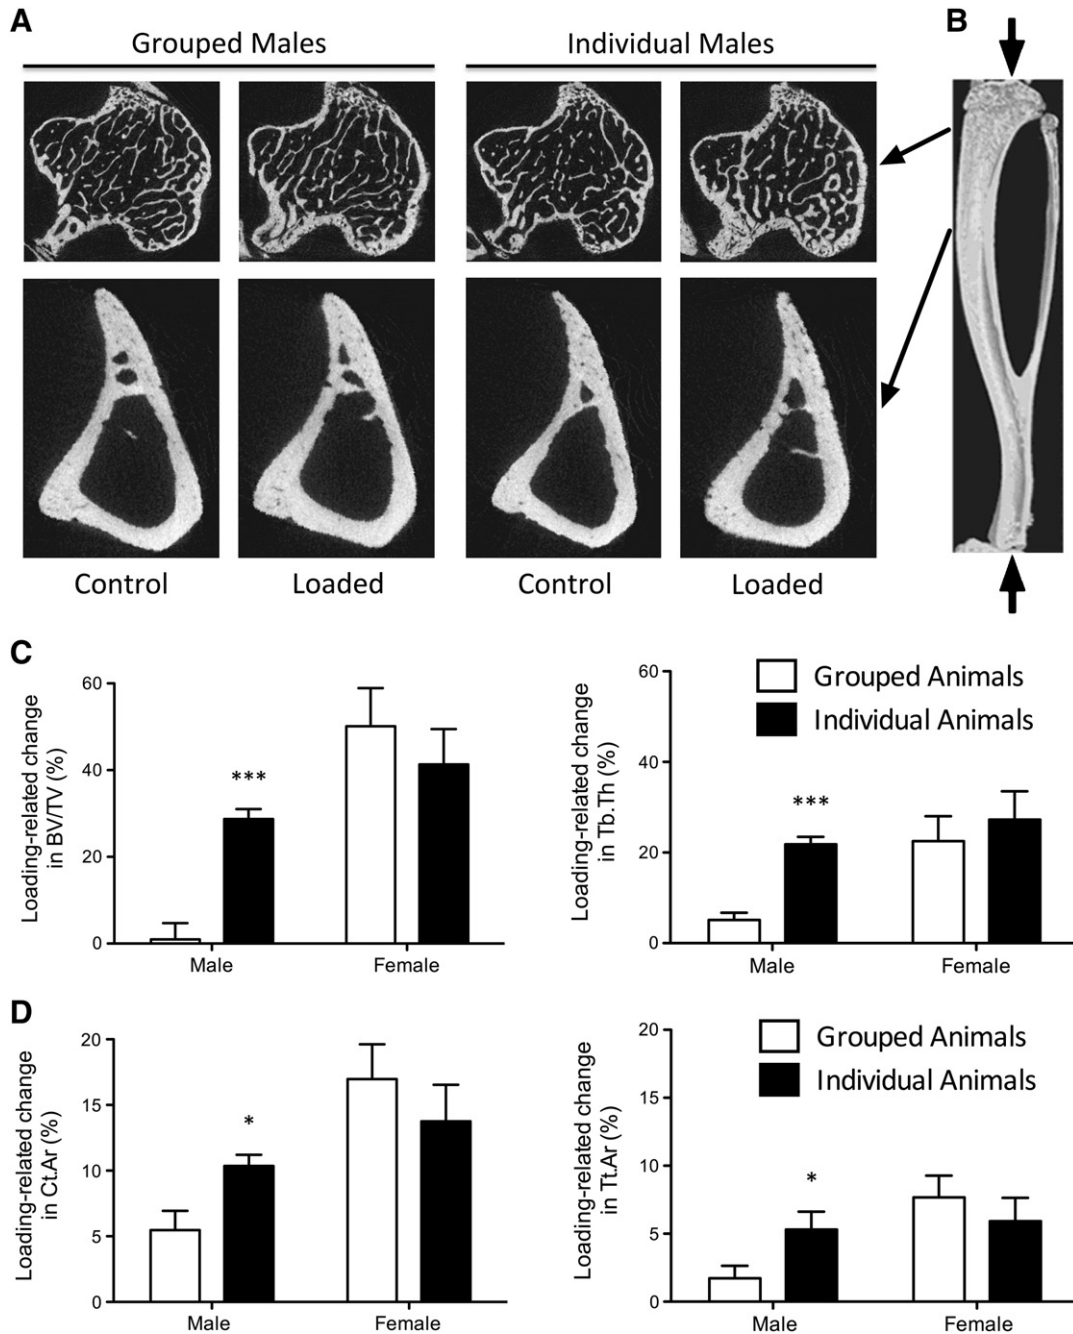 A
B
Grouped Males
Individual Males
Control
Loaded
Control
Loaded
C
Loading-related change
in BV/TV (%)
60
40
20
0
***
Male
Female
Loading-related change
in Tb.Th (%)
60
40
20
0
***
Male
Female
Grouped Animals
Individual Animals
D
Loading-related change
in Ct.Ar (%)
20
15
10
5
0
*
Male
Female
Loading-related change
in Tt.Ar (%)
20
15
10
5
0
*
Male
Female
Grouped Animals
Individual Animals